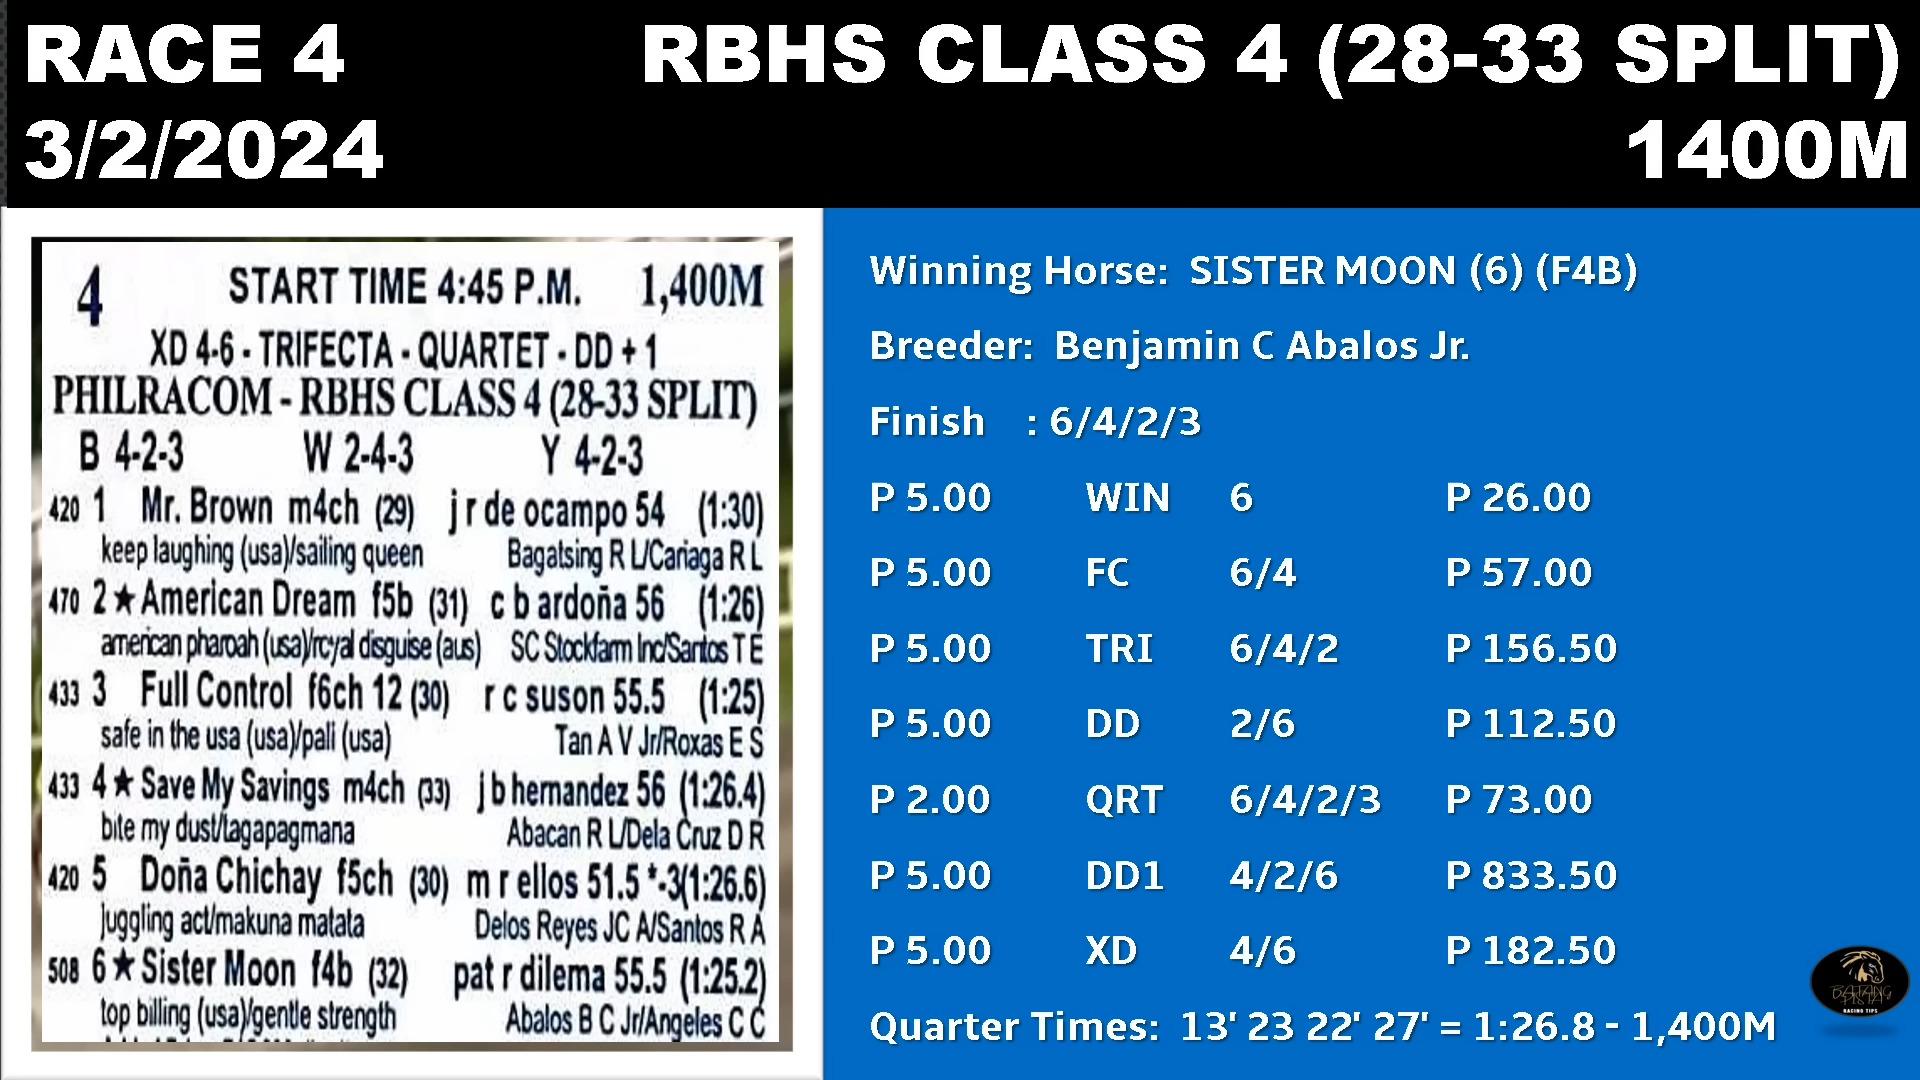 RACE 4 RBHS CLASS 4 (28-33 SPLIT)
3/2/2024 1400M
4 START TIME 4:45 P.M. 1,400M
XD 4-6 - TRIFECTA - QUARTET - DD + 1
PHILRACOM - RBHS CLASS 4 (28-33 SPLIT)
B 4-2-3 W 2-4-3 Y 4-2-3
420 1 Mr. Brown m4ch (29) j r de ocampo 54 (1:30)
keep laughing (usa)/sailing queen Bagatsing R L/Cariaga R L
470 2 ★ American Dream f5b (31) c b ardoña 56 (1:26)
american pharoah (usa)/royal disguise (aus) SC Stockfarm Inc/Santos T E
433 3 Full Control f6ch 12 (30) r c suson 55.5 (1:25)
safe in the usa (usa)/pali (usa) Tan A V Jr/Roxas E S
433 4 ★ Save My Savings m4ch (33) j b hernandez 56 (1:26.4)
bite my dust/tagapagmana Abacan R L/Dela Cruz D R
420 5 Doña Chichay f5ch (30) m r ellos 51.5 *-3(1:26.6)
juggling act/makuna matata Delos Reyes JC A/Santos R A
508 6 ★ Sister Moon f4b (32) pat r dilema 55.5 (1:25.2)
top billing (usa)/gentle strength Abalos B C Jr/Angeles C C
Winning Horse: SISTER MOON (6) (F4B)
Breeder: Benjamin C Abalos Jr.
Finish : 6/4/2/3
P 5.00 WIN 6 P 26.00
P 5.00 FC 6/4 P 57.00
P 5.00 TRI 6/4/2 P 156.50
P 5.00 DD 2/6 P 112.50
P 2.00 QRT 6/4/2/3 P 73.00
P 5.00 DD1 4/2/6 P 833.50
P 5.00 XD 4/6 P 182.50
Quarter Times: 13' 23 22' 27' = 1:26.8 - 1,400M
BATANG
PISTA
RACING TIPS